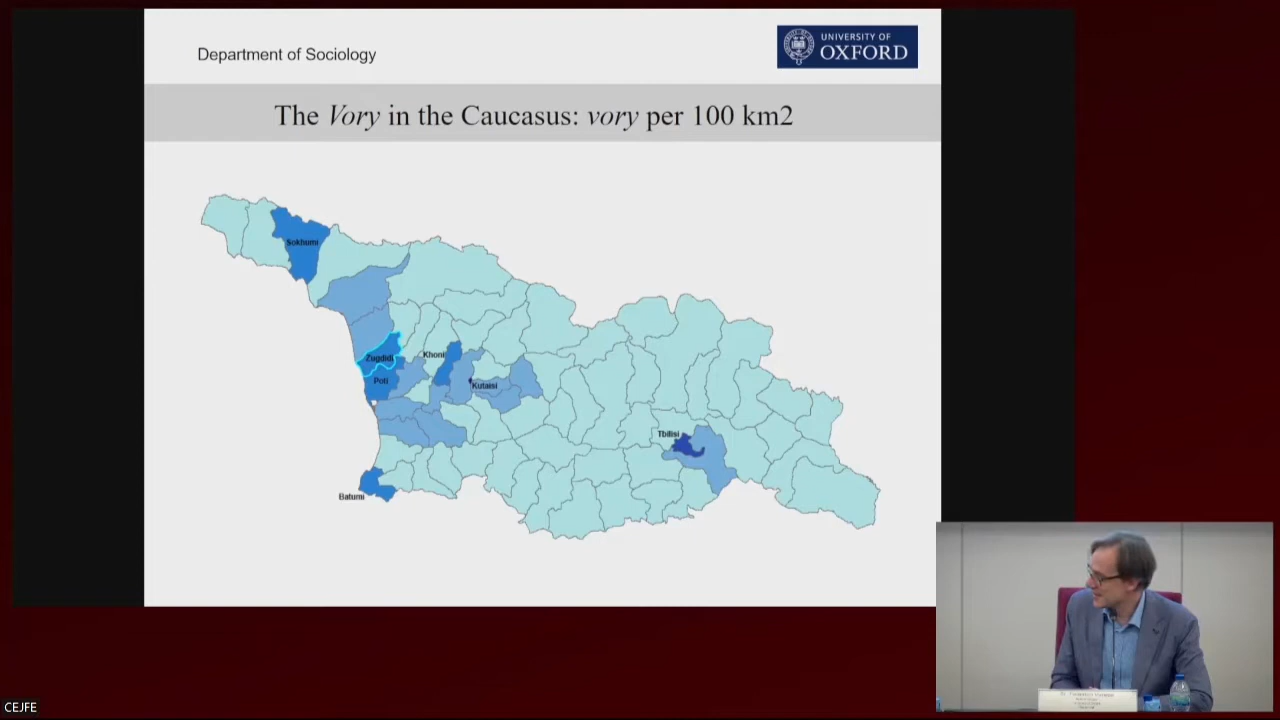 Department of Sociology
UNIVERSITY OF
OXFORD
The Vory in the Caucasus: vory per 100 km2
Sokhumi
Zugdidi
Khoni
Poti
Kutaisi
Tbilisi
Batumi
CEJFE